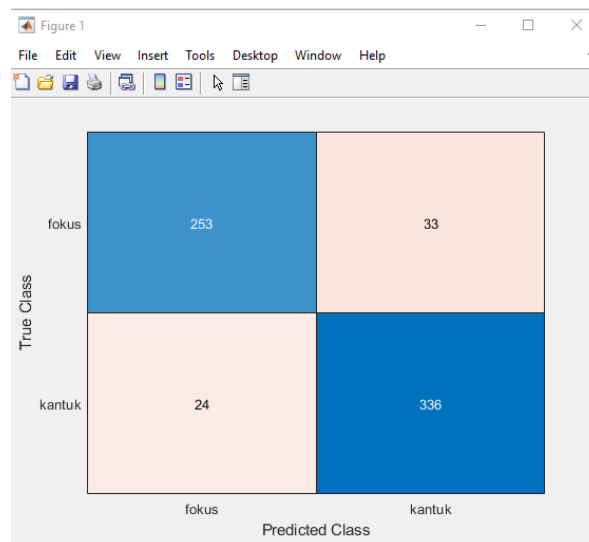 Figure 1
File Edit View Insert Tools Desktop Window Help
True Class
fokus 253 33
kantuk 24 336
fokus kantuk
Predicted Class